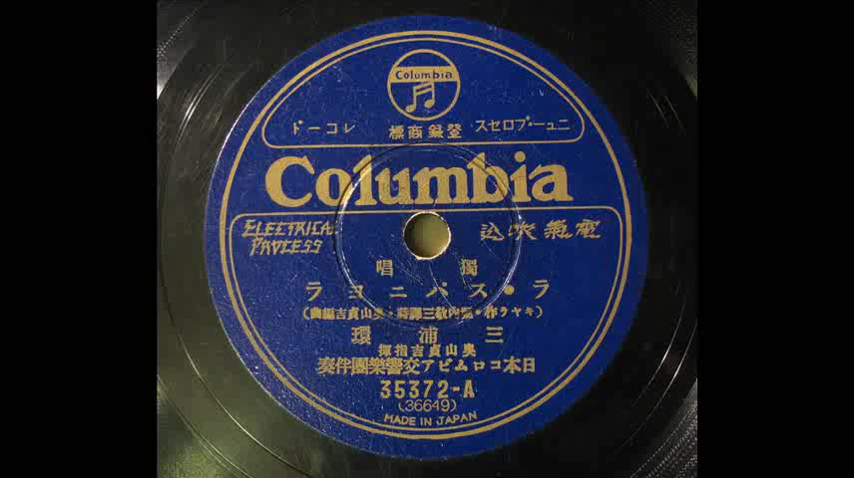 Columbia
ニュー・プロセス 登錄商標 レコード
Columbia
ELECTRICAL
PROCESS
電氣吹込
獨唱
ラ・スパニヨラ
(キヤラ作・堀内敬三譯詩・奥山貞吉編曲)
三浦環
奥山貞吉指揮
日本コロムビア交響樂團伴奏
35372-A
(36649)
MADE IN JAPAN